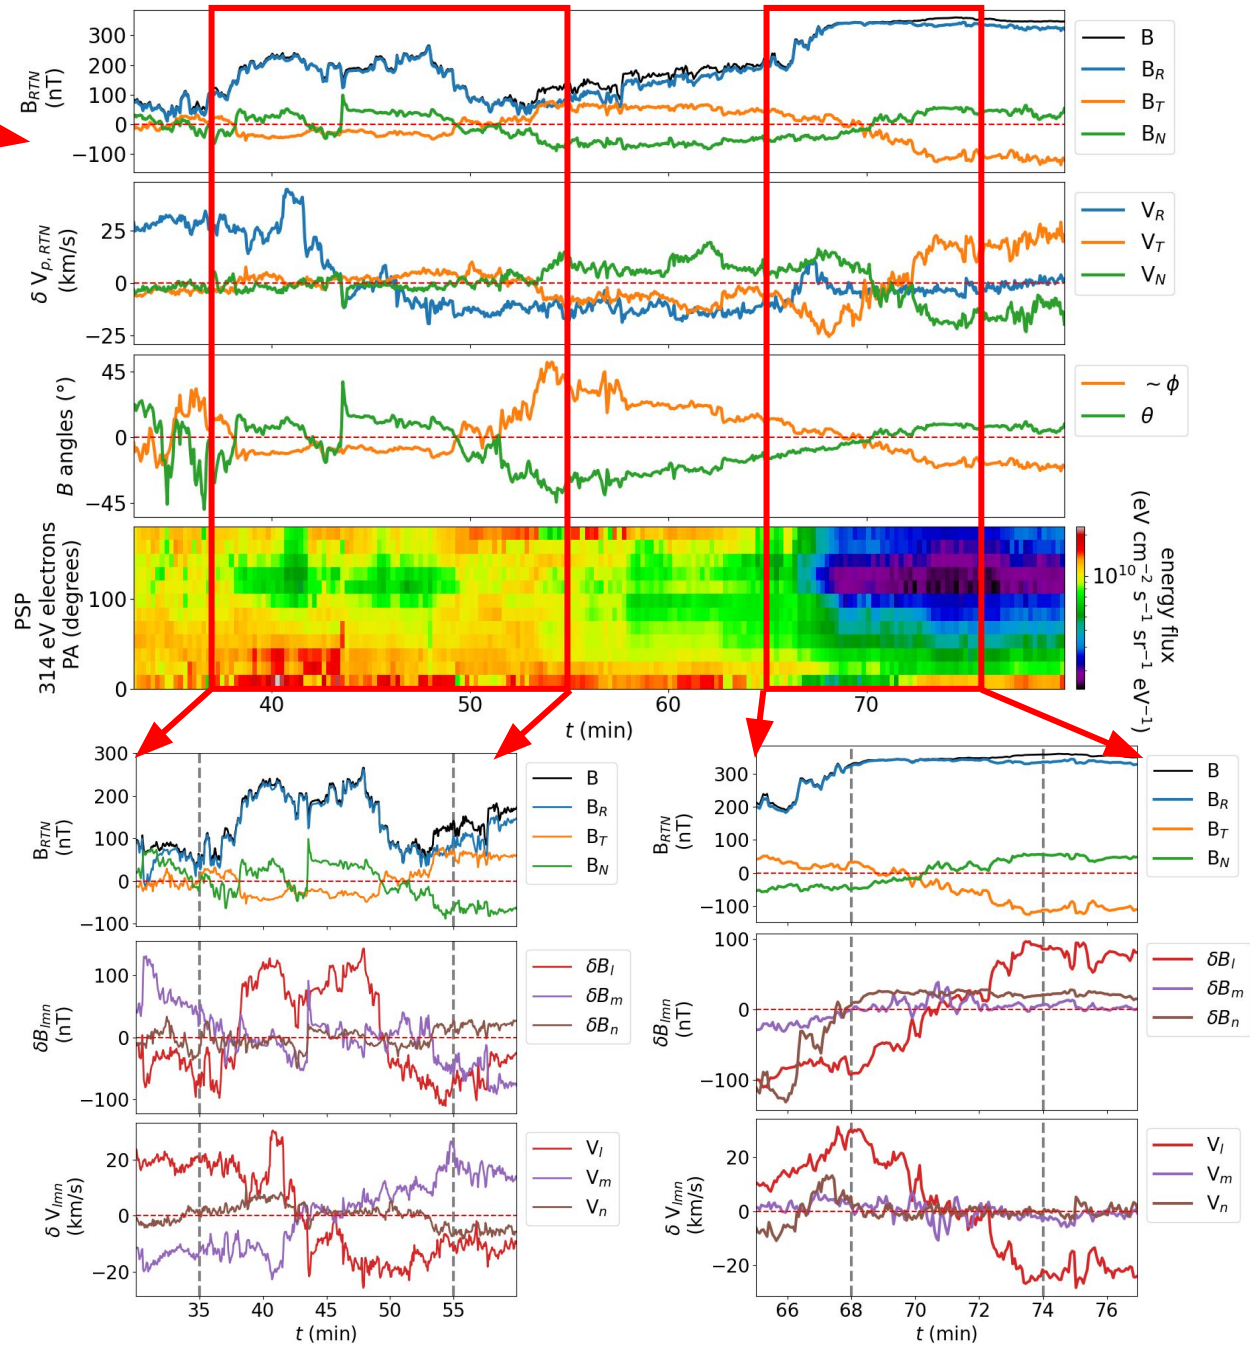 B_RTN (nT)
300
200
100
0
−100
B
B_R
B_T
B_N
δ V_p,RTN (km/s)
25
0
−25
V_R
V_T
V_N
B angles (°)
45
0
−45
~ ϕ
θ
PSP
314 eV electrons
PA (degrees)
100
0
10^10
energy flux
(eV cm^−2 s^−1 sr^−1 eV^−1)
40
50
60
70
t (min)
B_RTN (nT)
300
200
100
0
−100
B
B_R
B_T
B_N
δB_lmn (nT)
100
0
−100
δB_l
δB_m
δB_n
δ V_lmn (km/s)
20
0
−20
V_l
V_m
V_n
35
40
45
50
55
t (min)
B_RTN (nT)
300
200
100
0
−100
B
B_R
B_T
B_N
δB_lmn (nT)
100
0
−100
δB_l
δB_m
δB_n
δ V_lmn (km/s)
20
0
−20
V_l
V_m
V_n
66
68
70
72
74
76
t (min)